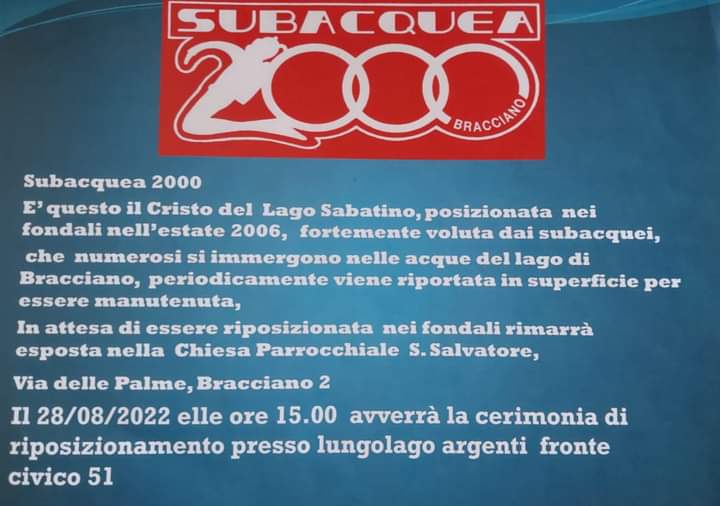 SUBACQUEA
2000
BRACCIANO
Subacquea 2000
E' questo il Cristo del Lago Sabatino, posizionata nei
fondali nell'estate 2006, fortemente voluta dai subacquei,
che numerosi si immergono nelle acque del lago di
Bracciano, periodicamente viene riportata in superficie per
essere manutenuta,
In attesa di essere riposizionata nei fondali rimarrà
esposta nella Chiesa Parrocchiale S. Salvatore,
Via delle Palme, Bracciano 2
Il 28/08/2022 elle ore 15.00 avverrà la cerimonia di
riposizionamento presso lungolago argenti fronte
civico 51